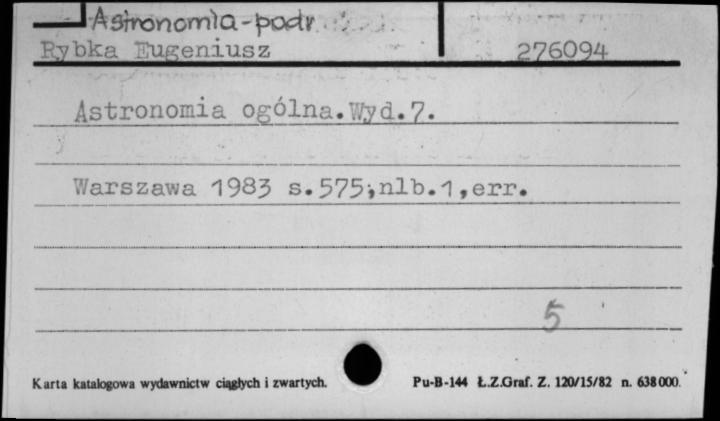 Astronomia-podr
Rybka Eugeniusz 276094
Astronomia ogólna.Wyd.7.
Warszawa 1983 s.575,nlb.1,err.
5
Karta katalogowa wydawnictw ciągłych i zwartych. Pu-B-144 Ł.Z.Graf. Z. 120/15/82 n. 638000.